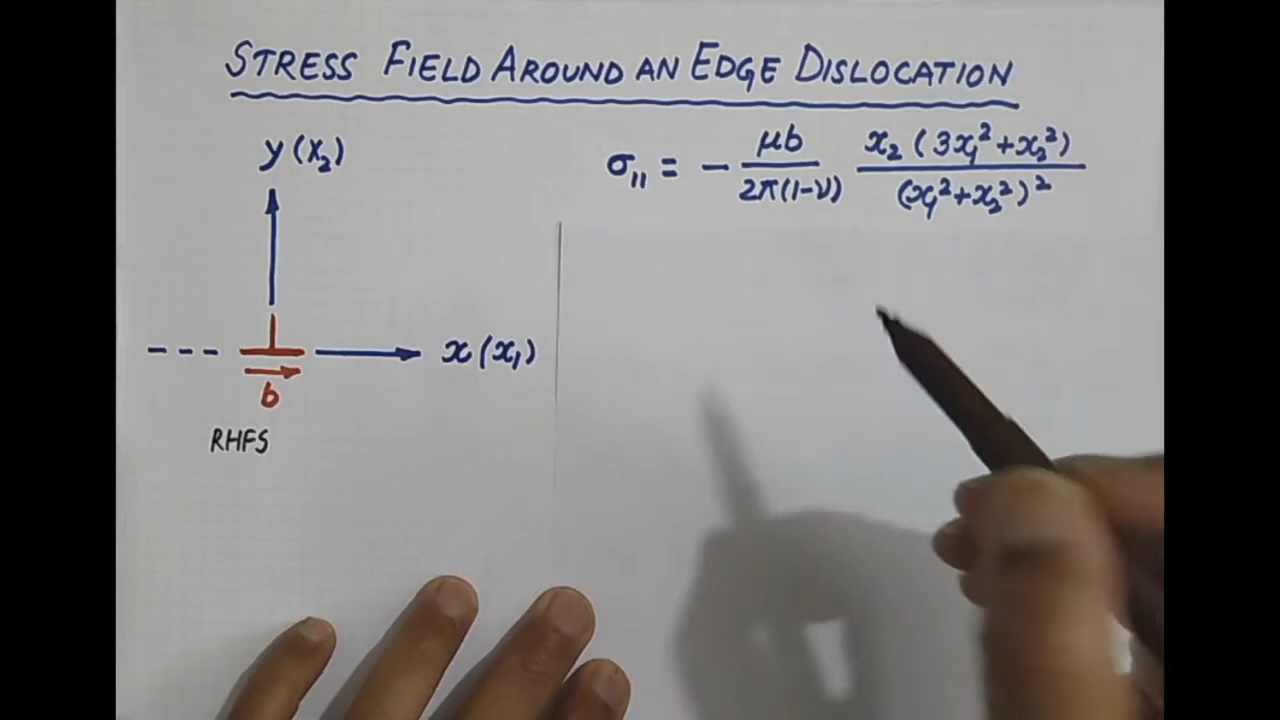 STRESS FIELD AROUND AN EDGE DISLOCATION
y (x₂)
σ₁₁ = - μb / 2π(1-ν) x₂ (3x₁² + x₂²) / (x₁² + x₂²)²
x (x₁)
b
RHFS